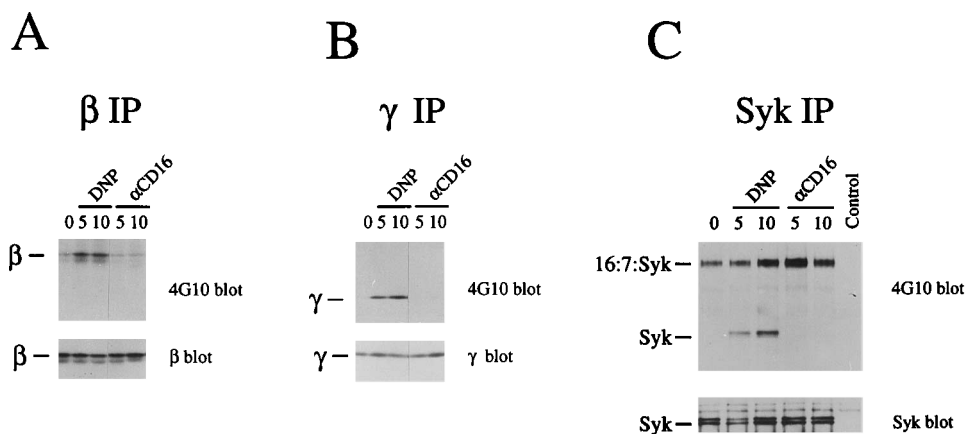 A
B
C
β IP
γ IP
Syk IP
DNP
αCD16
0 5 10 5 10
β
4G10 blot
β
β blot
DNP
αCD16
0 5 10 5 10
γ
4G10 blot
γ
γ blot
DNP
αCD16
Control
0 5 10 5 10
16:7:Syk
4G10 blot
Syk
Syk
Syk blot